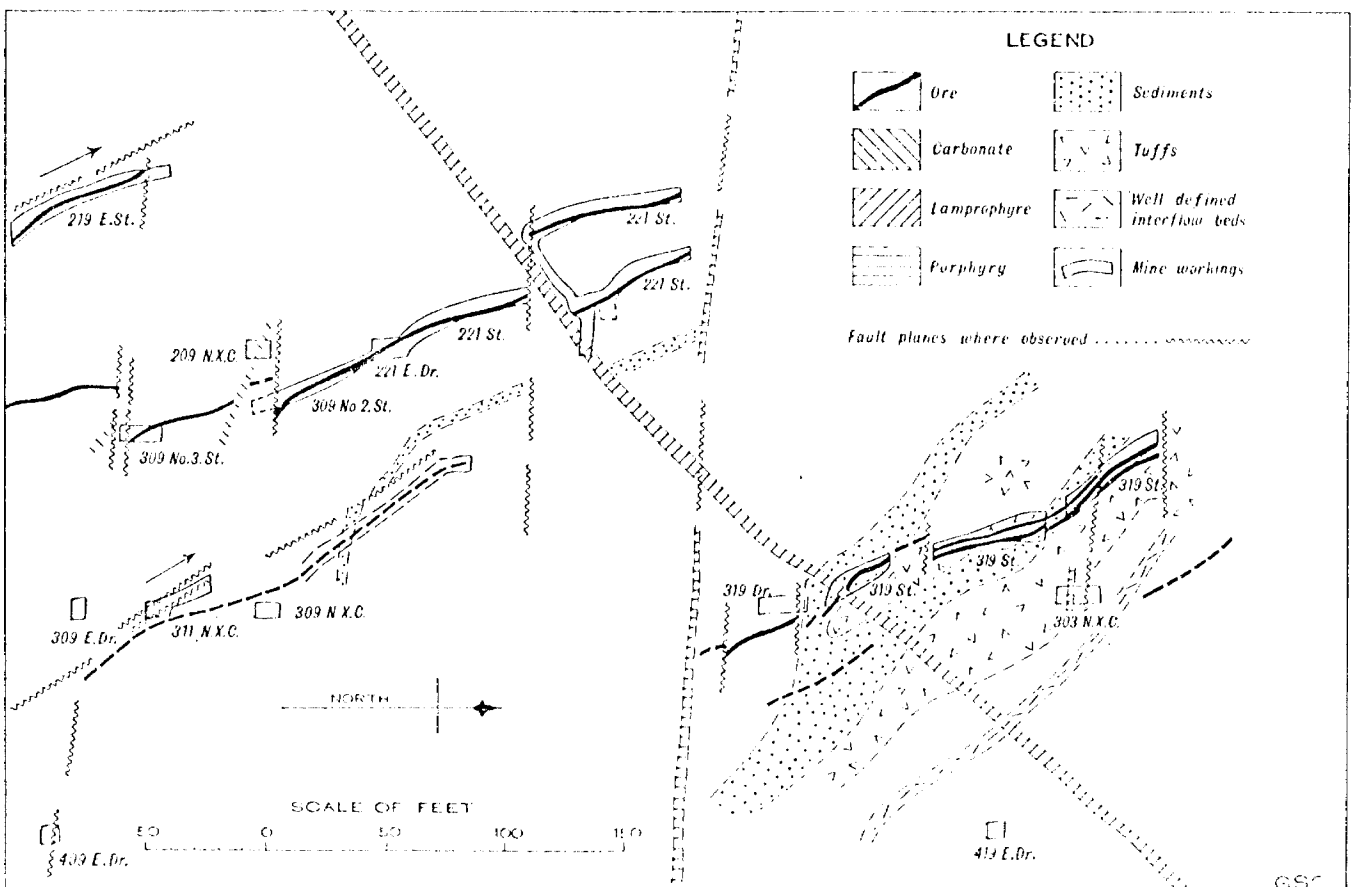 LEGEND
Ore
Sediments
Carbonate
Tuffs
Lamprophyre
Well defined
interflow beds
Porphyry
Mine workings
Fault planes where observed
219 E.St.
221 St.
221 St.
221 St.
209 N.X.C.
221 E.Dr.
309 No 2. St.
309 No.3. St.
319 St.
319 St.
319 St.
319 Dr.
303 N.X.C.
309 E.Dr.
311 N.X.C.
309 N.X.C.
NORTH
SCALE OF FEET
50 0 50 100 150
409 E.Dr.
419 E.Dr.